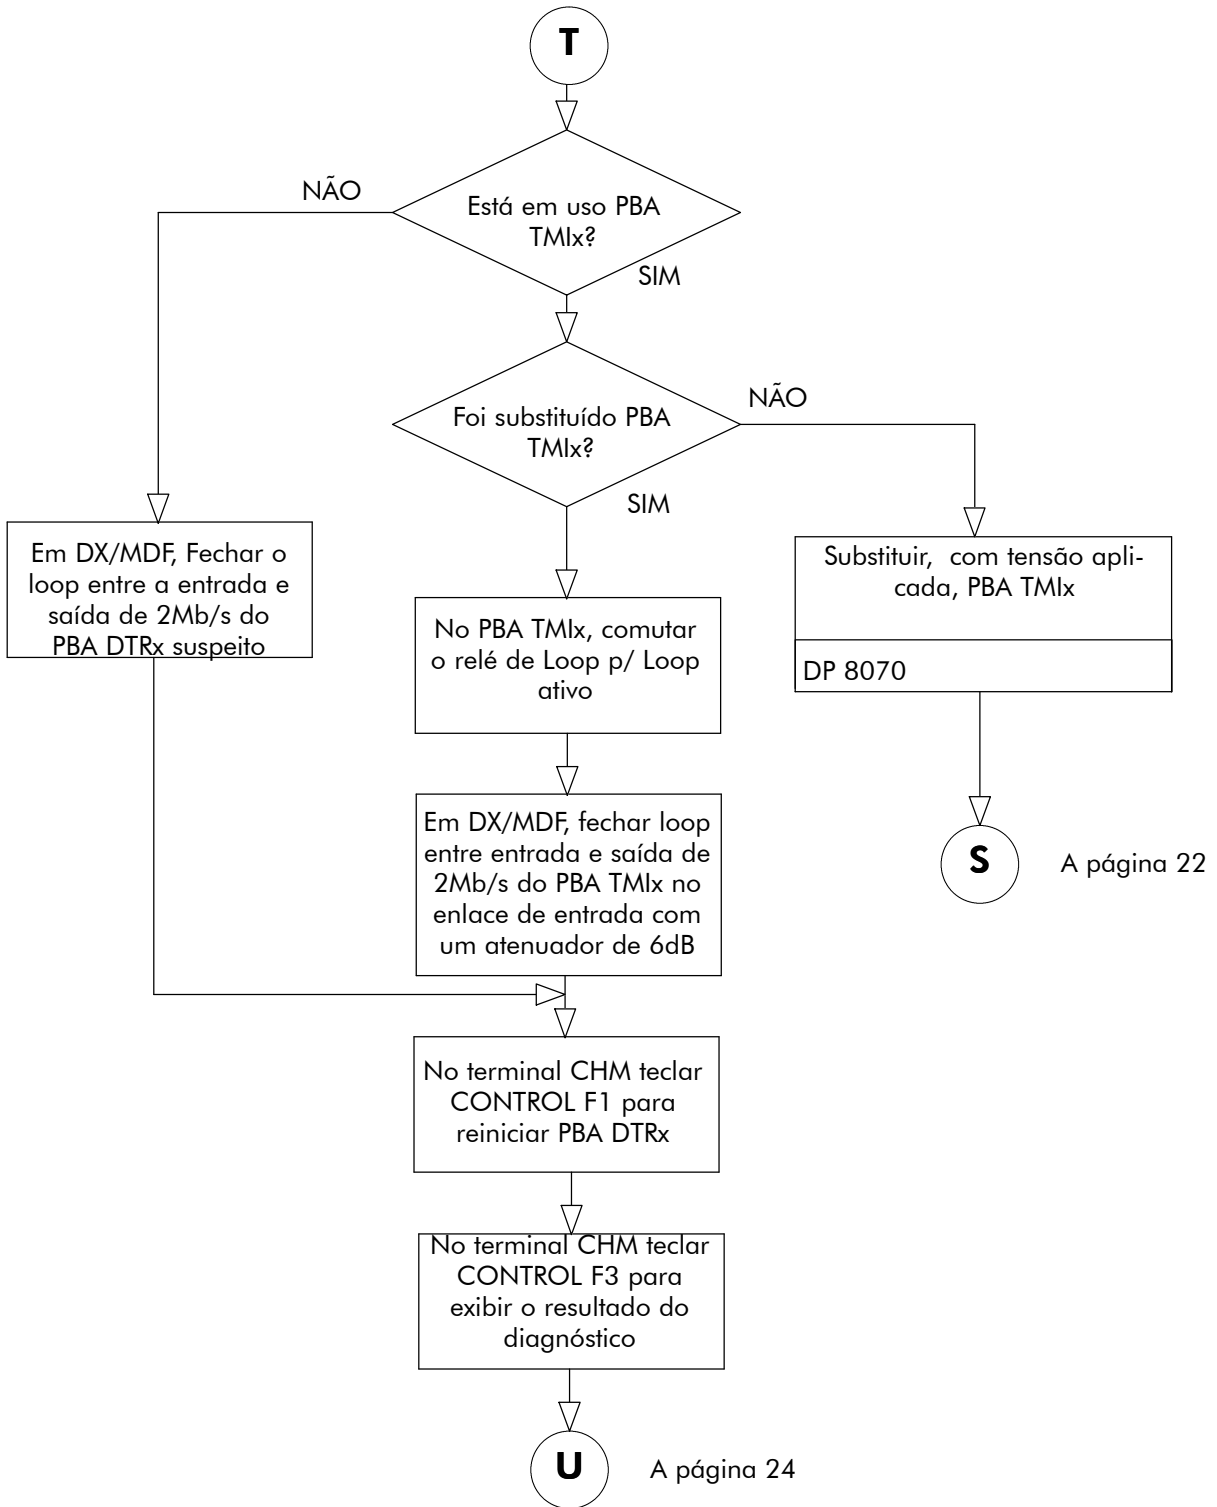 T
NÃO
Está em uso PBA
TMIx?
SIM
Foi substituído PBA
TMIx?
NÃO
SIM
Em DX/MDF, Fechar o
loop entre a entrada e
saída de 2Mb/s do
PBA DTRx suspeito
No PBA TMIx, comutar
o relé de Loop p/ Loop
ativo
Substituir, com tensão apli-
cada, PBA TMIx
DP 8070
Em DX/MDF, fechar loop
entre entrada e saída de
2Mb/s do PBA TMIx no
enlace de entrada com
um atenuador de 6dB
S
A página 22
No terminal CHM teclar
CONTROL F1 para
reiniciar PBA DTRx
No terminal CHM teclar
CONTROL F3 para
exibir o resultado do
diagnóstico
U
A página 24